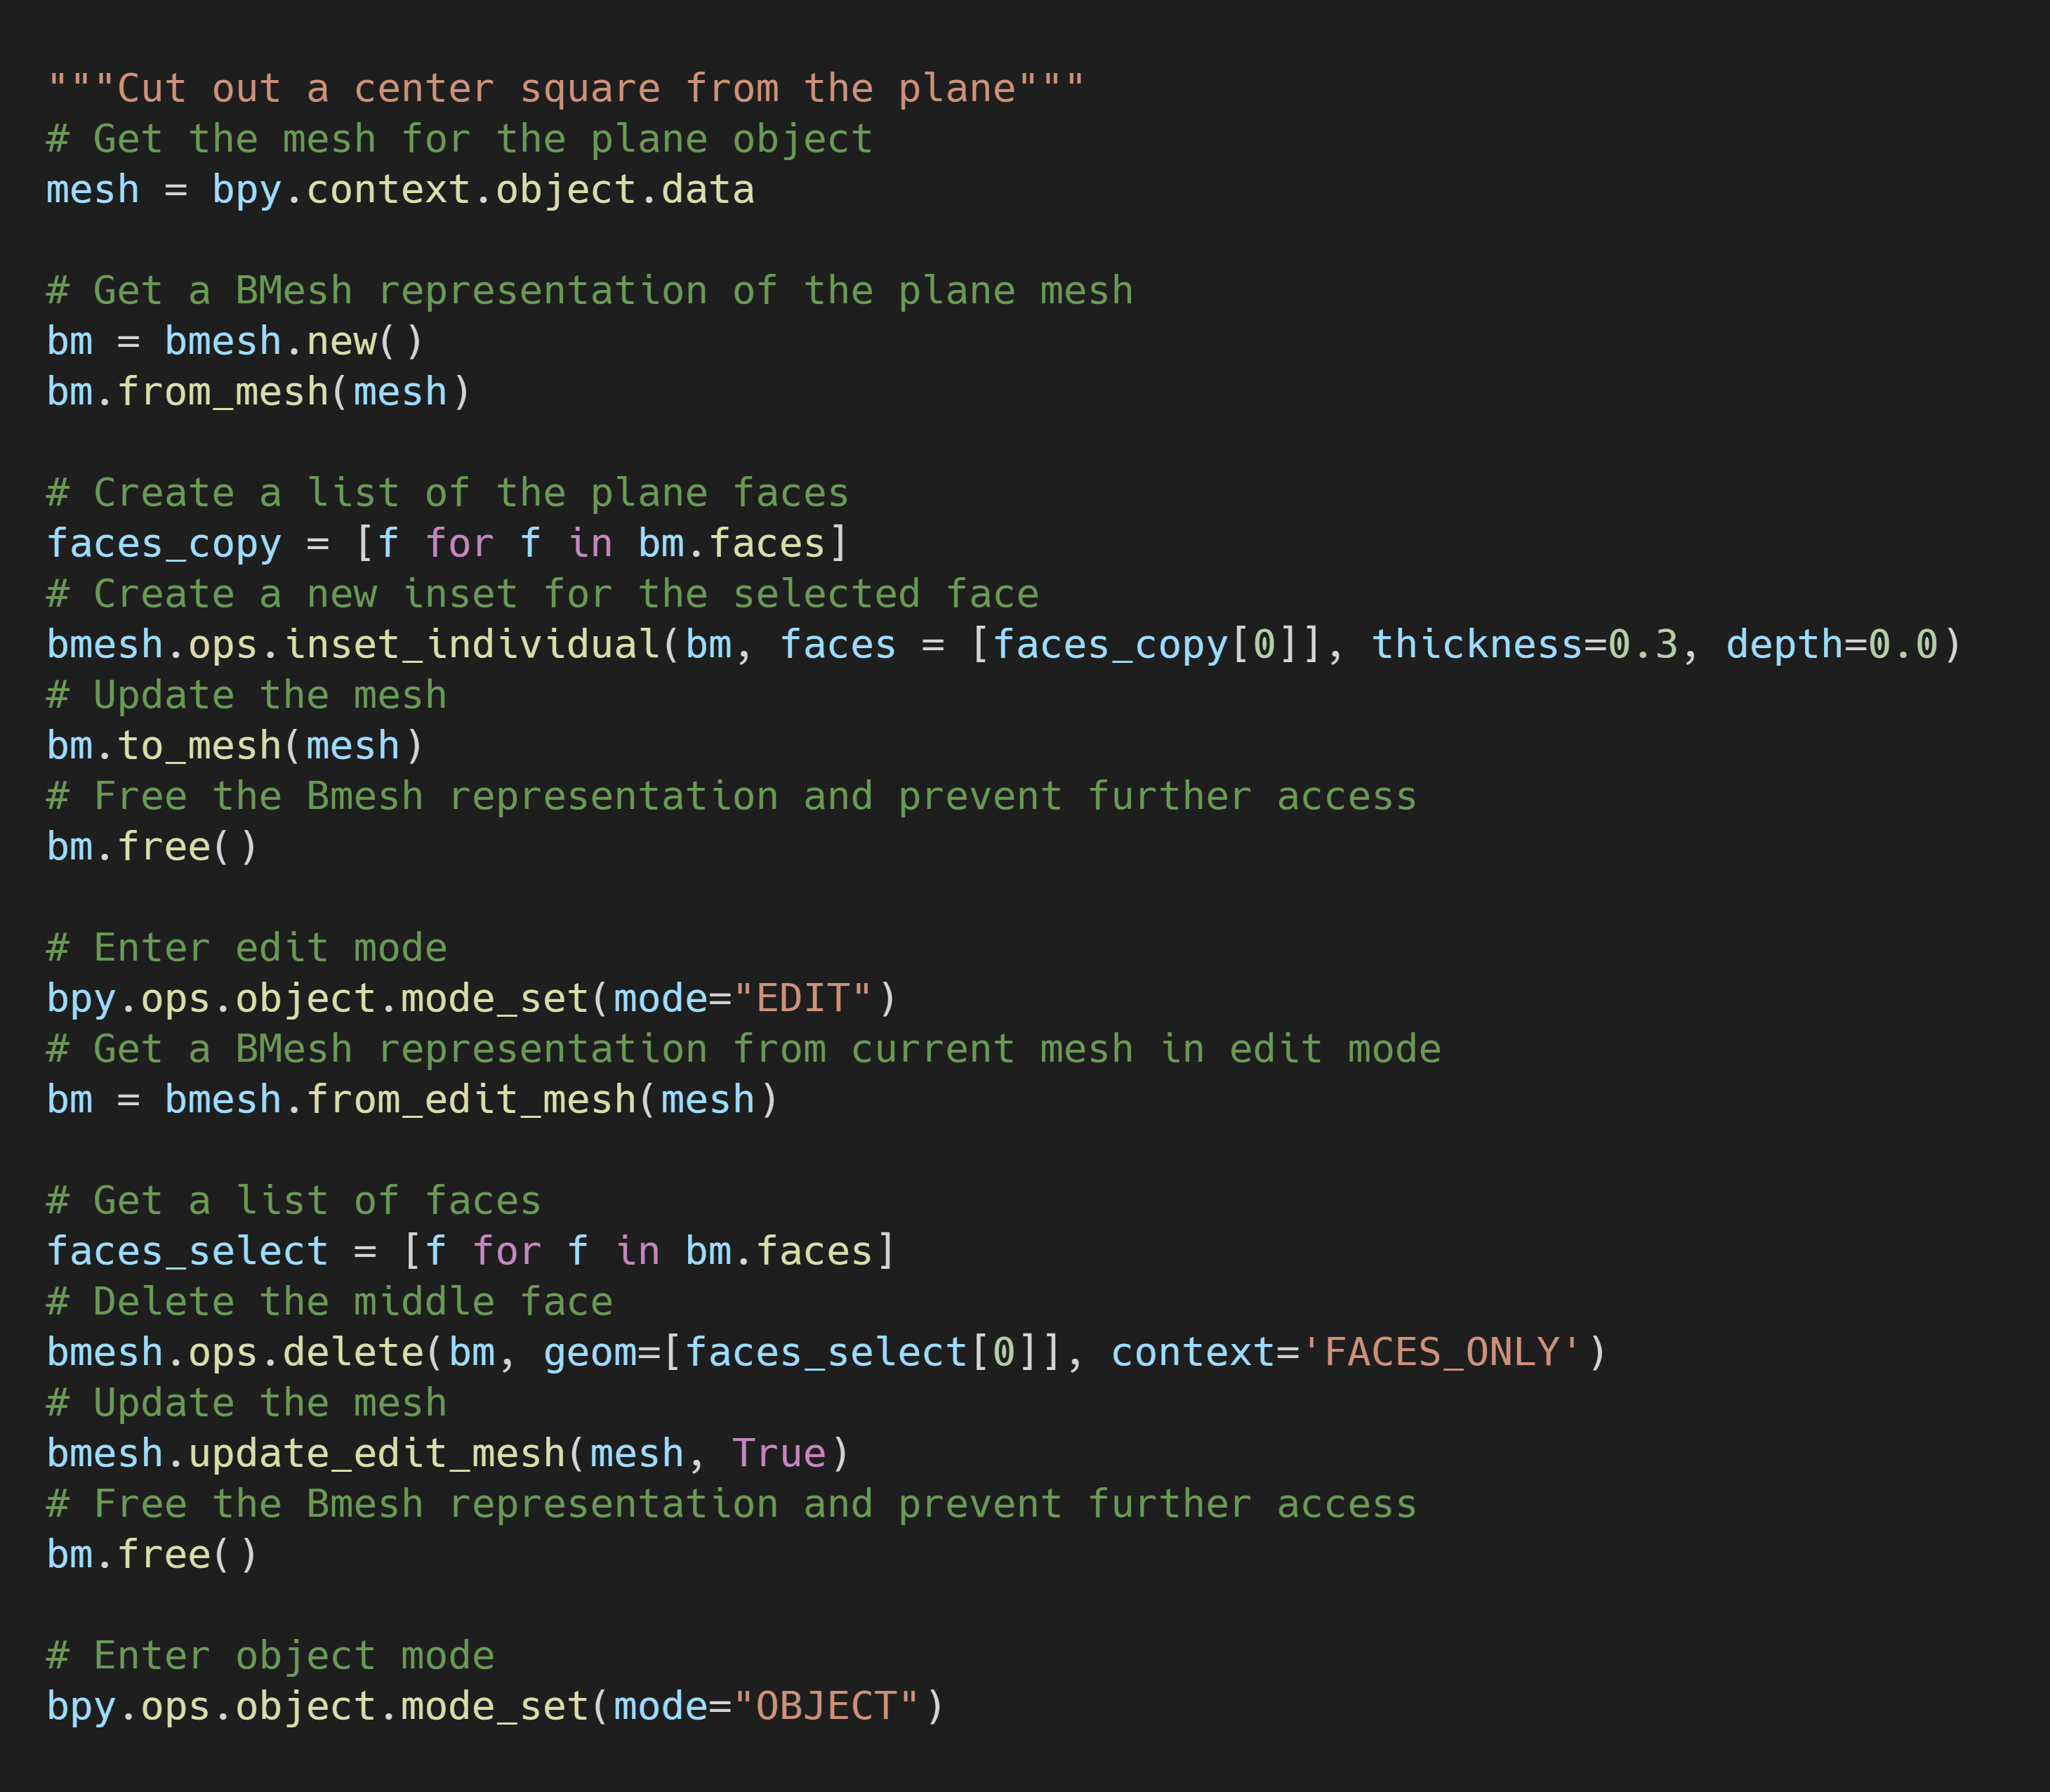 """Cut out a center square from the plane"""
# Get the mesh for the plane object
mesh = bpy.context.object.data

# Get a BMesh representation of the plane mesh
bm = bmesh.new()
bm.from_mesh(mesh)

# Create a list of the plane faces
faces_copy = [f for f in bm.faces]
# Create a new inset for the selected face
bmesh.ops.inset_individual(bm, faces = [faces_copy[0]], thickness=0.3, depth=0.0)
# Update the mesh
bm.to_mesh(mesh)
# Free the Bmesh representation and prevent further access
bm.free()

# Enter edit mode
bpy.ops.object.mode_set(mode="EDIT")
# Get a BMesh representation from current mesh in edit mode
bm = bmesh.from_edit_mesh(mesh)

# Get a list of faces
faces_select = [f for f in bm.faces]
# Delete the middle face
bmesh.ops.delete(bm, geom=[faces_select[0]], context='FACES_ONLY')
# Update the mesh
bmesh.update_edit_mesh(mesh, True)
# Free the Bmesh representation and prevent further access
bm.free()

# Enter object mode
bpy.ops.object.mode_set(mode="OBJECT")